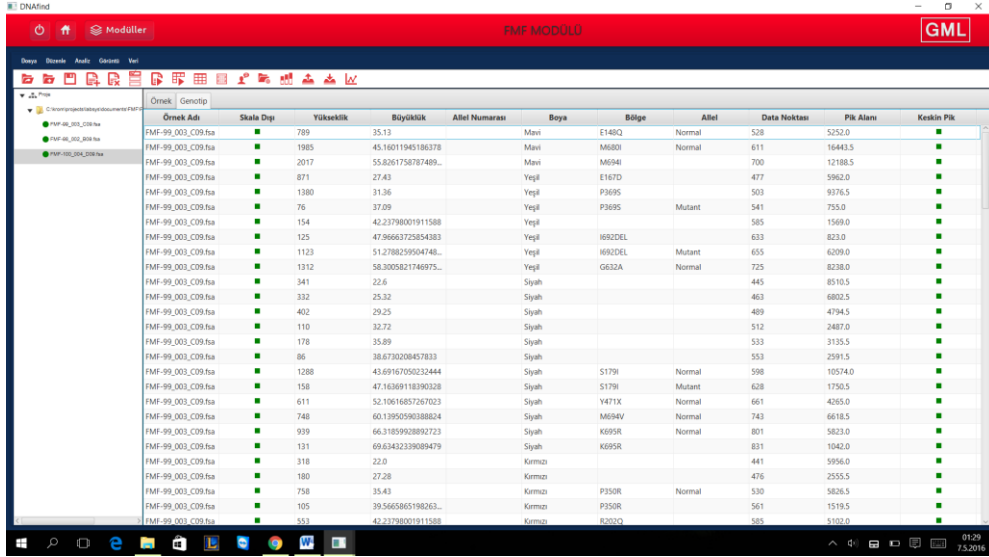 DNAfind
Modüller
FMF MODÜLÜ
GML
Dosya Düzenle Analiz Görüntü Veri
Proje
Örnek Genotip
FMF-100_004_D09.fsa
Örnek Adı Skala Dışı Yükseklik Büyüklük Allel Numarası Boya Bölge Allel Data Noktası Pik Alanı Keskin Pik
FMF-99_003_C09.fsa 789 35.13 Mavi E148Q Normal 528 5252.0
FMF-99_003_C09.fsa 1985 45.16011945186378 Mavi M680I Normal 611 16443.5
FMF-99_003_C09.fsa 2017 55.8261758787489... Mavi M694I 700 12188.5
FMF-99_003_C09.fsa 871 27.43 Yeşil E167D 477 5962.0
FMF-99_003_C09.fsa 1380 31.36 Yeşil P369S 503 9376.5
FMF-99_003_C09.fsa 76 37.09 Yeşil P369S Mutant 541 755.0
FMF-99_003_C09.fsa 154 42.23798001911588 Yeşil 585 1569.0
FMF-99_003_C09.fsa 125 47.96663725854383 Yeşil I692DEL 633 823.0
FMF-99_003_C09.fsa 1123 51.2788259504748... Yeşil I692DEL Mutant 655 6209.0
FMF-99_003_C09.fsa 1312 58.3005821746975... Yeşil G632A Normal 725 8238.0
FMF-99_003_C09.fsa 341 22.6 Siyah 445 8510.5
FMF-99_003_C09.fsa 332 25.32 Siyah 463 6802.5
FMF-99_003_C09.fsa 402 29.25 Siyah 489 4794.5
FMF-99_003_C09.fsa 110 32.72 Siyah 512 2487.0
FMF-99_003_C09.fsa 178 35.89 Siyah 533 3135.5
FMF-99_003_C09.fsa 86 38.6730208457833 Siyah 553 2591.5
FMF-99_003_C09.fsa 1288 43.69167050232444 Siyah S179I Normal 598 10574.0
FMF-99_003_C09.fsa 158 47.16369118390328 Siyah S179I Mutant 628 1750.5
FMF-99_003_C09.fsa 611 52.10616857267023 Siyah Y471X Normal 661 4265.0
FMF-99_003_C09.fsa 748 60.13950590388824 Siyah M694V Normal 743 6618.5
FMF-99_003_C09.fsa 939 66.31859928892723 Siyah K695R Normal 801 5823.0
FMF-99_003_C09.fsa 131 69.63432339089479 Siyah K695R 831 1042.0
FMF-99_003_C09.fsa 318 22.0 Kırmızı 441 5956.0
FMF-99_003_C09.fsa 180 27.28 Kırmızı 476 2555.5
FMF-99_003_C09.fsa 758 35.43 Kırmızı P350R Normal 530 5826.5
FMF-99_003_C09.fsa 105 39.5665865198263... Kırmızı P350R 561 1519.5
FMF-99_003_C09.fsa 553 42.23798001911588 Kırmızı R202Q 585 5102.0
01:29
7.5.2016